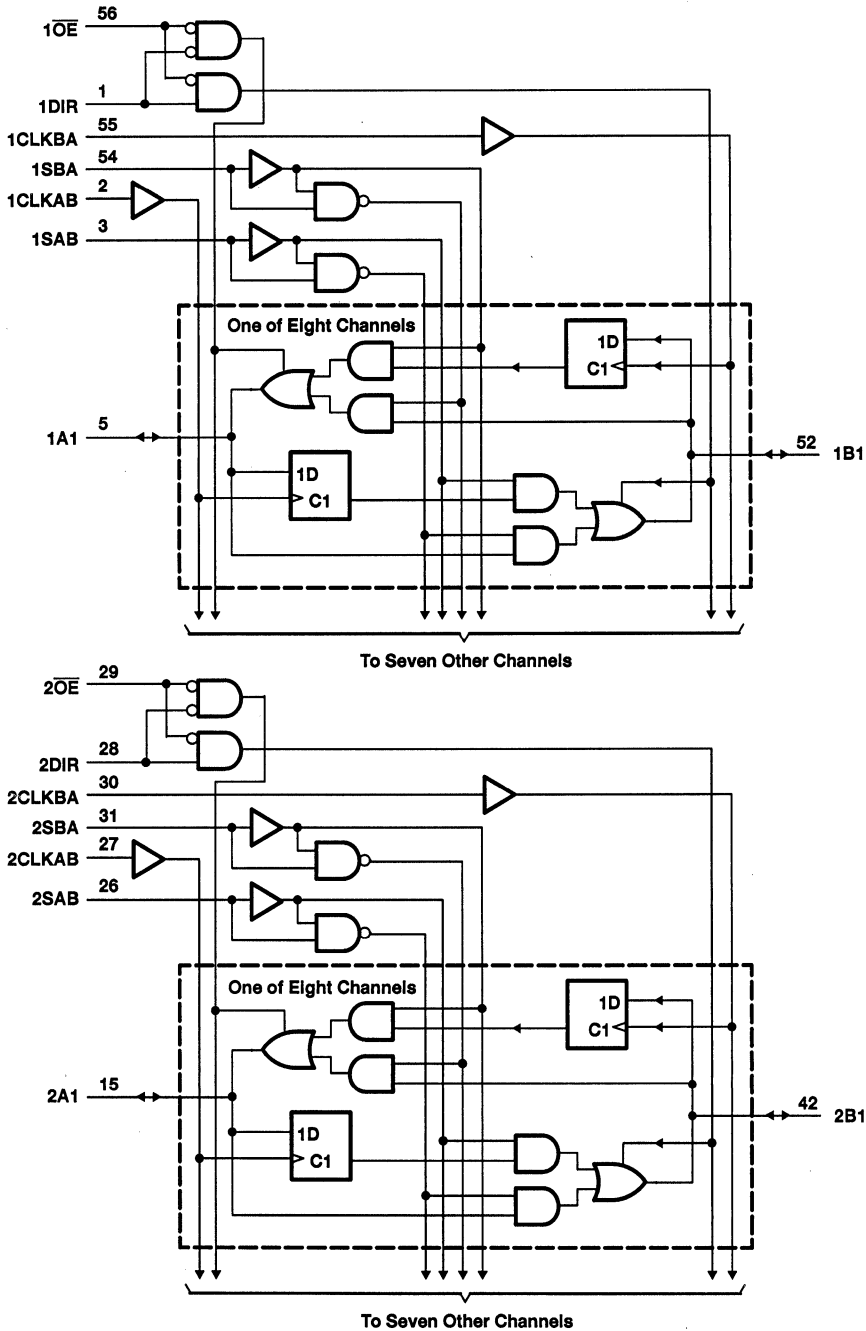 1O̅E̅ 56
1DIR 1
1CLKBA 55
1SBA 54
1CLKAB 2
1SAB 3
One of Eight Channels
1D
C1
1A1 5
52 1B1
1D
C1
To Seven Other Channels
2O̅E̅ 29
2DIR 28
2CLKBA 30
2SBA 31
2CLKAB 27
2SAB 26
One of Eight Channels
1D
C1
2A1 15
42 2B1
1D
C1
To Seven Other Channels